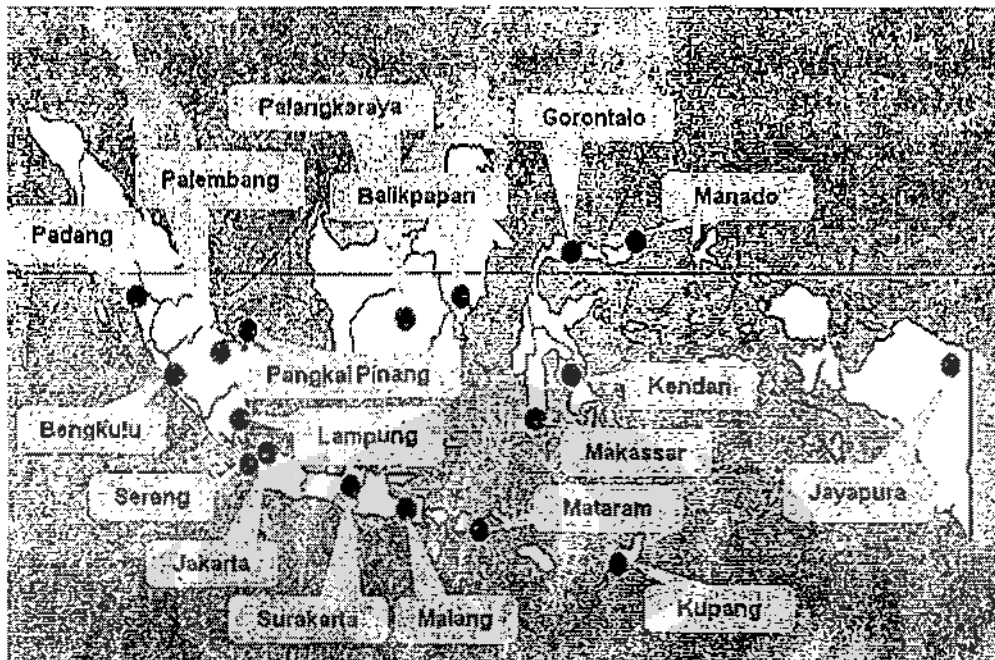 Palangkaraya
Gorontalo
Palembang
Balikpapan
Manado
Padang
Pangkal Pinang
Kendari
Bengkulu
Lampung
Makassar
Serang
Jayapura
Mataram
Jakarta
Surakarta
Malang
Kupang